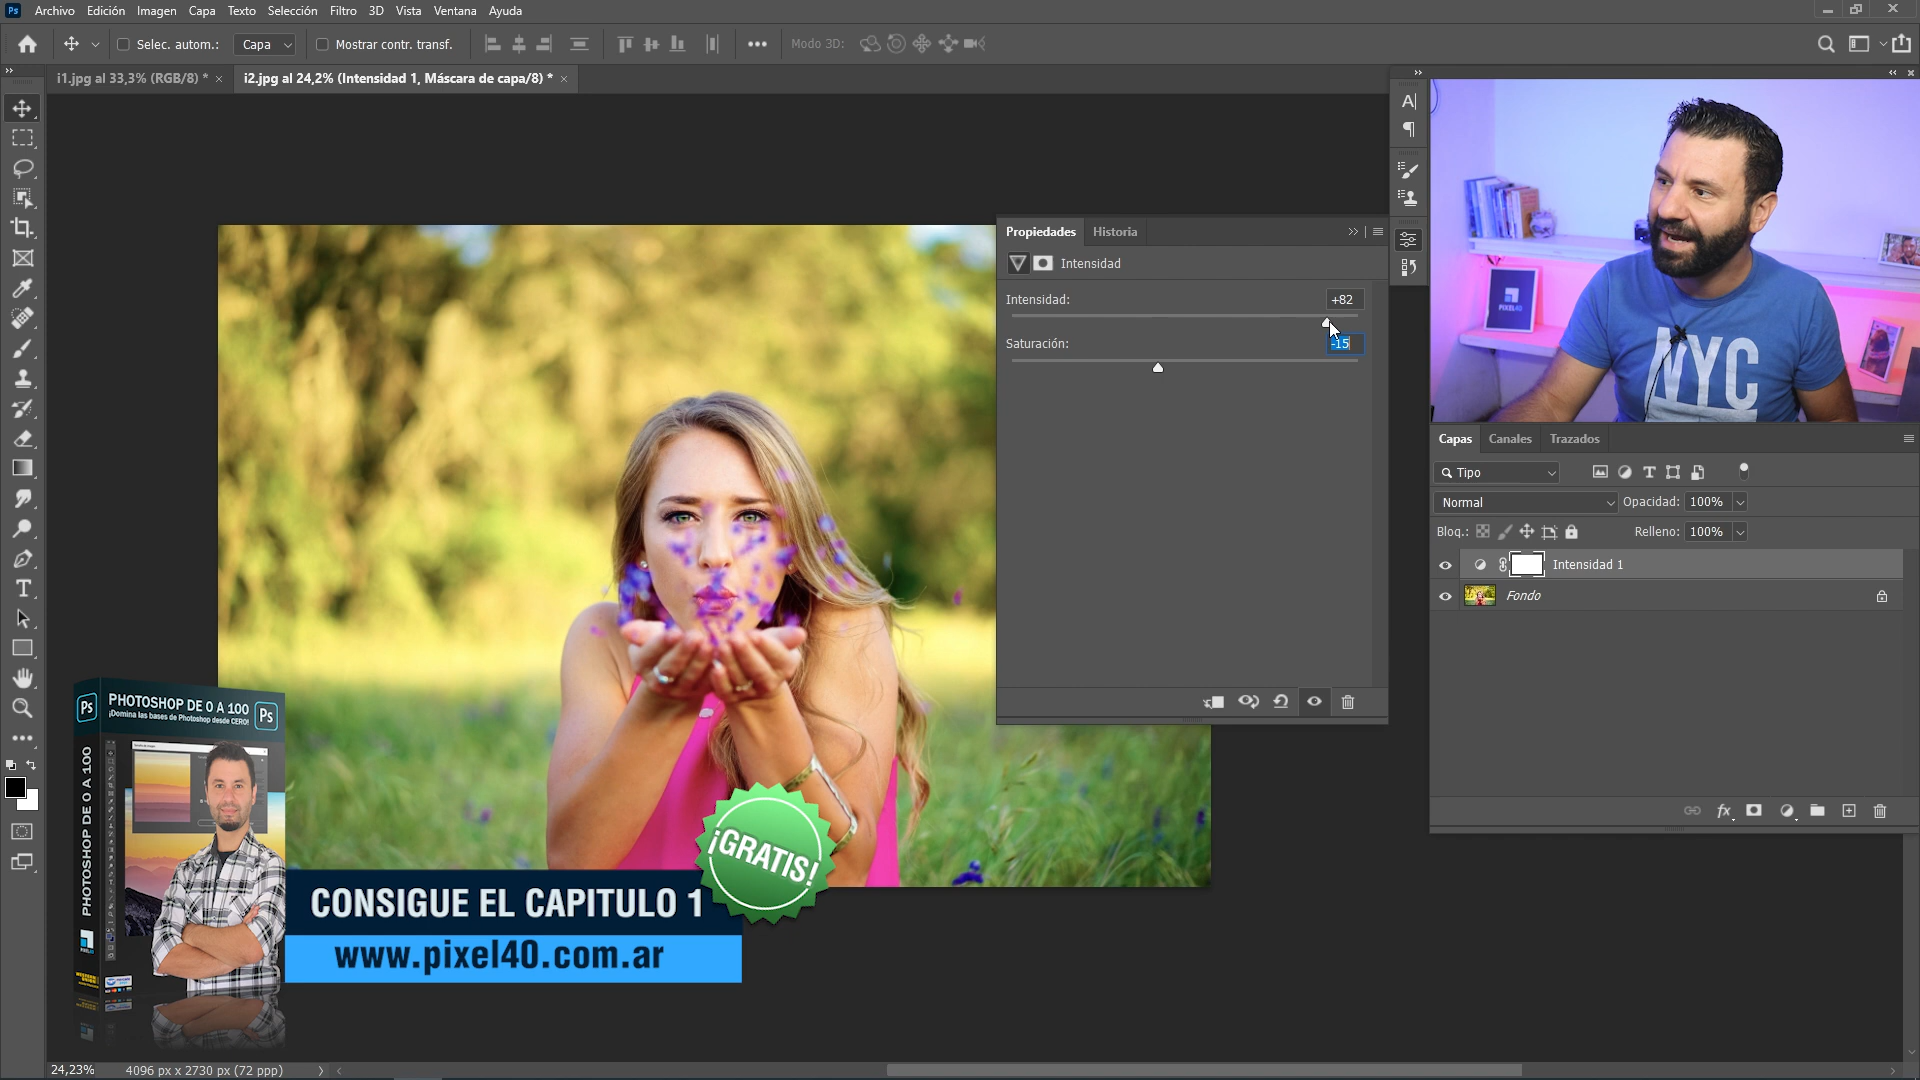 Ps Archivo Edición Imagen Capa Texto Selección Filtro 3D Vista Ventana Ayuda
Selec. autom.: Capa Mostrar contr. transf. Modo 3D:
i1.jpg al 33,3% (RGB/8) * × i2.jpg al 24,2% (Intensidad 1, Máscara de capa/8) * ×
Propiedades Historia
Intensidad
Intensidad: +82
Saturación: -15
PIXEL40
NYC
Capas Canales Trazados
Tipo
Normal Opacidad: 100%
Bloq.: Relleno: 100%
Intensidad 1
Fondo
Ps PHOTOSHOP DE 0 A 100 Ps
¡Domina las bases de Photoshop desde CERO!
PHOTOSHOP DE 0 A 100
¡GRATIS!
CONSIGUE EL CAPITULO 1
www.pixel40.com.ar
24,23% 4096 px x 2730 px (72 ppp)